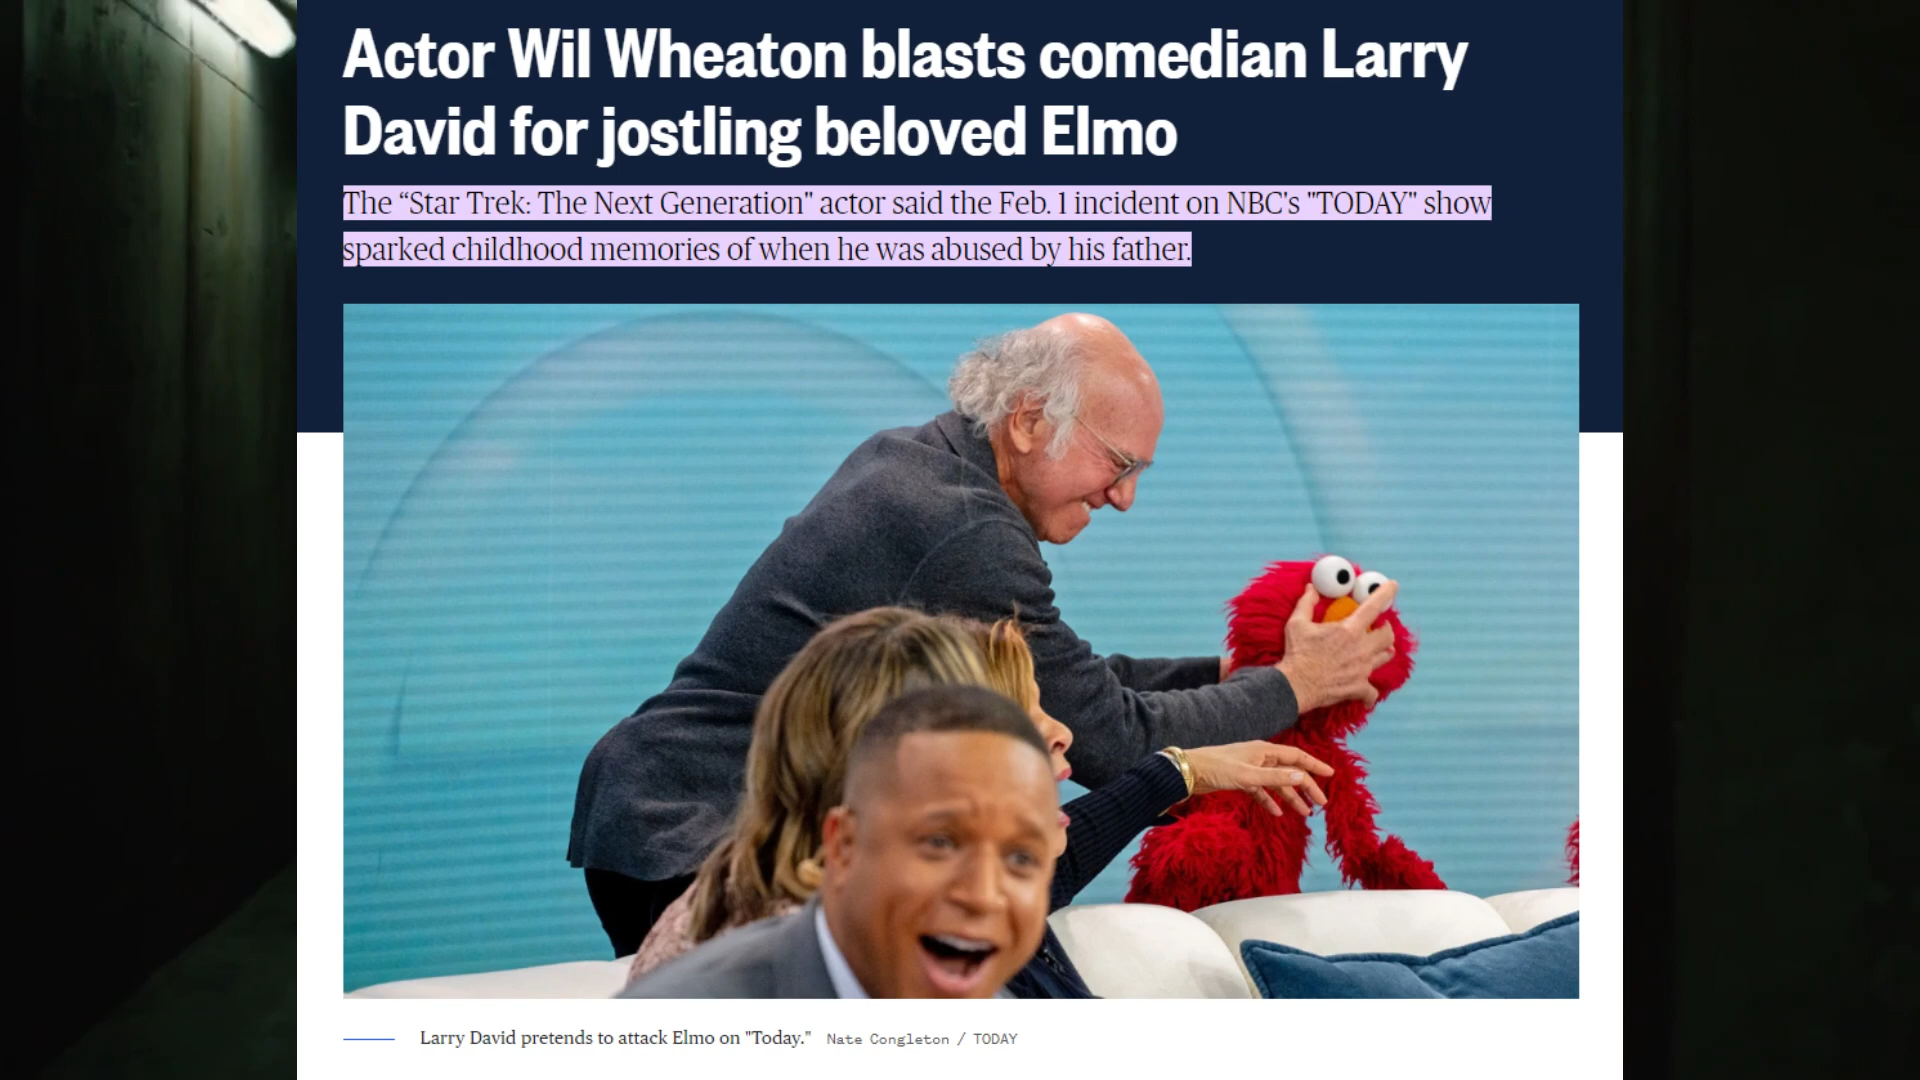 Actor Wil Wheaton blasts comedian Larry
David for jostling beloved Elmo
The “Star Trek: The Next Generation" actor said the Feb. 1 incident on NBC's "TODAY" show
sparked childhood memories of when he was abused by his father.
Larry David pretends to attack Elmo on "Today." Nate Congleton / TODAY